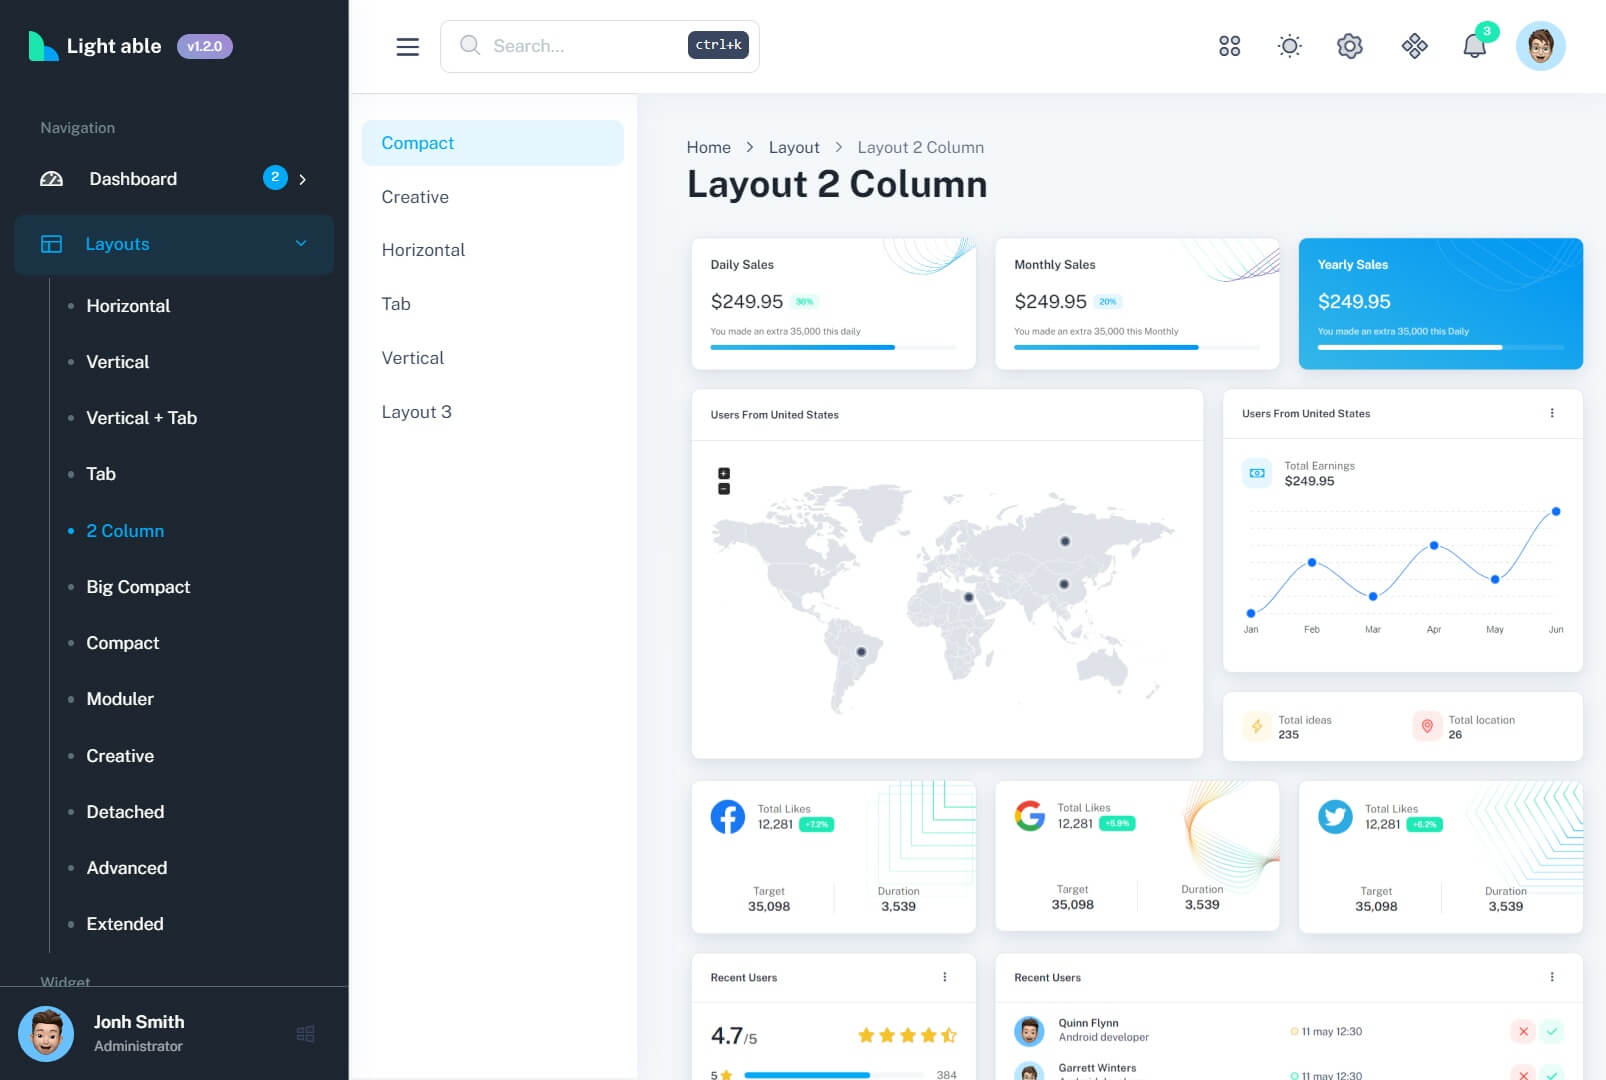 Light able v1.2.0
Search... ctrl+k
3
Navigation
Dashboard 2
Layouts
Horizontal
Vertical
Vertical + Tab
Tab
2 Column
Big Compact
Compact
Moduler
Creative
Detached
Advanced
Extended
Widget
Jonh Smith
Administrator
Compact
Creative
Horizontal
Tab
Vertical
Layout 3
Home > Layout > Layout 2 Column
Layout 2 Column
Daily Sales
$249.95 30%
You made an extra 35,000 this daily
Monthly Sales
$249.95 20%
You made an extra 35,000 this Monthly
Yearly Sales
$249.95
You made an extra 35,000 this Daily
Users From United States
+
−
Users From United States
Total Earnings
$249.95
Jan Feb Mar Apr May Jun
Total ideas
235
Total location
26
Total Likes
12,281 +7.2%
Target Duration
35,098 3,539
Total Likes
12,281 +5.9%
Target Duration
35,098 3,539
Total Likes
12,281 +6.2%
Target Duration
35,098 3,539
Recent Users
4.7/5
5 384
Recent Users
Quinn Flynn
Android developer
11 may 12:30
Garrett Winters
11 may 12:30